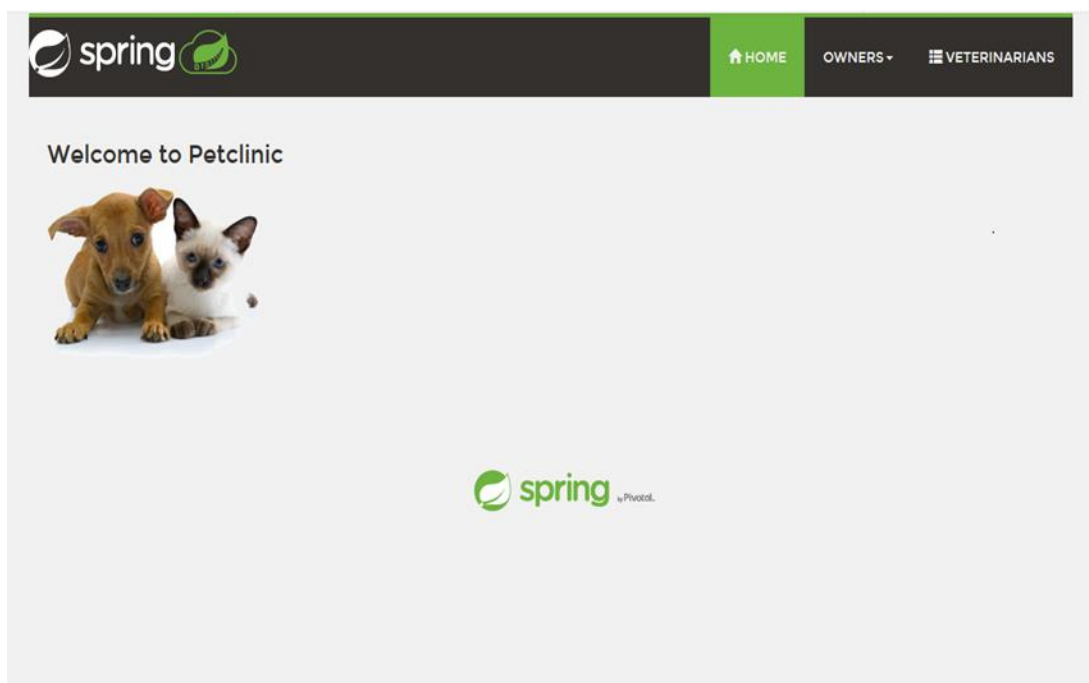 spring
HOME OWNERS VETERINARIANS
Welcome to Petclinic
spring by Pivotal.